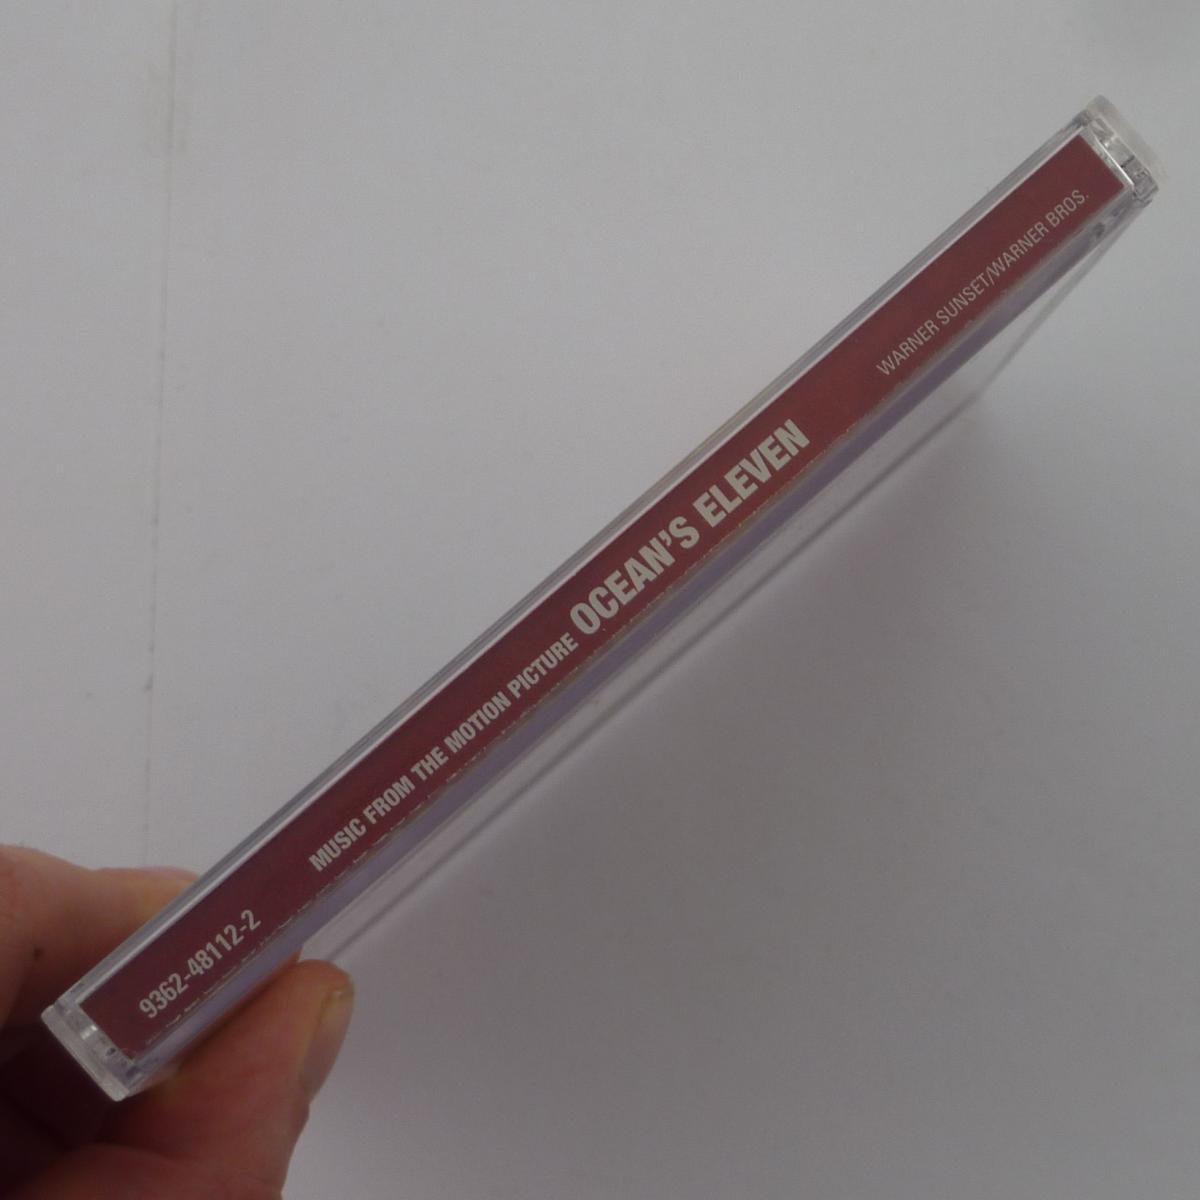 9362-48112-2 MUSIC FROM THE MOTION PICTURE OCEAN'S ELEVEN WARNER SUNSET/WARNER BROS.